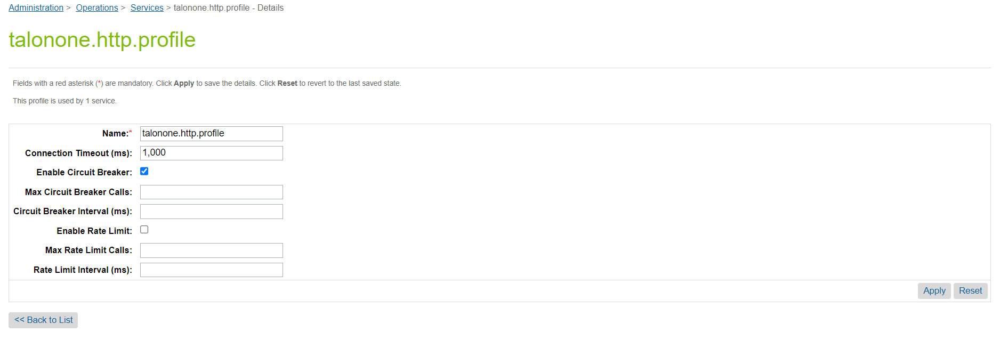 Administration > Operations > Services > talonone.http.profile - Details
talonone.http.profile
Fields with a red asterisk (*) are mandatory. Click Apply to save the details. Click Reset to revert to the last saved state.
This profile is used by 1 service.
Name:* talonone.http.profile
Connection Timeout (ms): 1,000
Enable Circuit Breaker:
Max Circuit Breaker Calls:
Circuit Breaker Interval (ms):
Enable Rate Limit:
Max Rate Limit Calls:
Rate Limit Interval (ms):
Apply Reset
<< Back to List